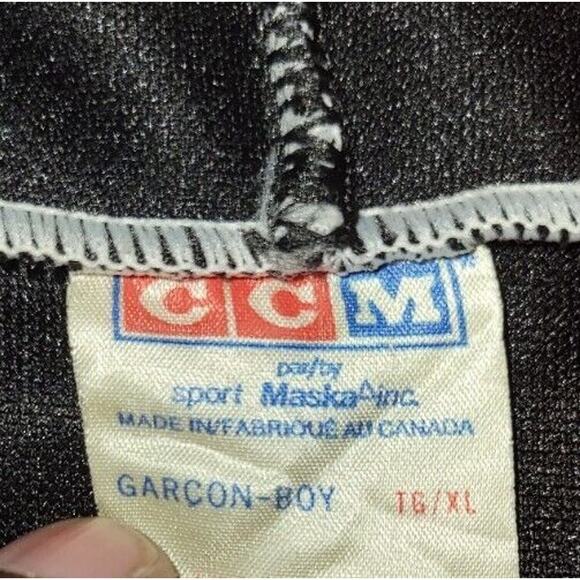 CCM
par/by
sport Maska inc.
MADE IN/FABRIQUÉ AU CANADA
GARÇON-BOY TG/XL